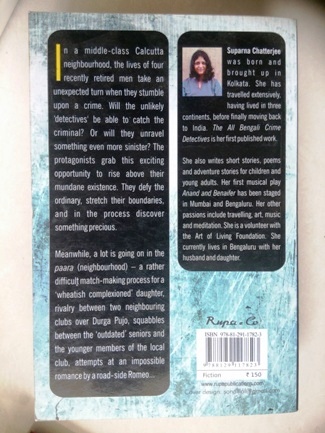 In a middle-class Calcutta
neighbourhood, the lives of four
recently retired men take an
unexpected turn when they stumble
upon a crime. Will the unlikely
'detectives' be able to catch the
criminal? Or will they unravel
something even more sinister? The
protagonists grab this exciting
opportunity to rise above their
mundane existence. They defy the
ordinary, stretch their boundaries,
and in the process discover
something precious.
Meanwhile, a lot is going on in the
paara (neighbourhood) – a rather
difficult match-making process for a
'wheatish complexioned' daughter,
rivalry between two neighbouring
clubs over Durga Pujo, squabbles
between the 'outdated' seniors and
the younger members of the local
club, attempts at an impossible
romance by a road-side Romeo...
Suparna Chatterjee
was born and
brought up in
Kolkata. She has
travelled extensively,
having lived in three
continents, before finally moving back
to India. The All Bengali Crime
Detectives is her first published work.
She also writes short stories, poems
and adventure stories for children and
young adults. Her first musical play
Anand and Benaifer has been staged
in Mumbai and Bengaluru. Her other
passions include travelling, art, music
and meditation. She is a volunteer with
the Art of Living Foundation. She
currently lives in Bengaluru with her
husband and daughter.
Rupa & Co
ISBN 978-81-291-1782-3
9 788129 117823
Fiction ₹ 150
www.rupapublications.com
Cover design: